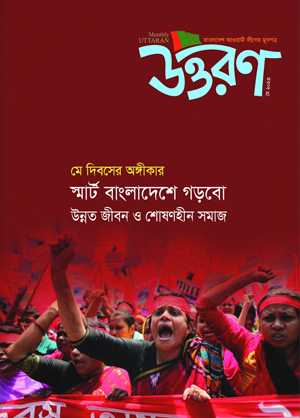 Monthly
UTTARAN
বাংলাদেশ আওয়ামী লীগের মুখপত্র
উত্তরণ
মে ২০২৩
মে দিবসের অঙ্গীকার
স্মার্ট বাংলাদেশে গড়বো
উন্নত জীবন ও শোষণহীন সমাজ